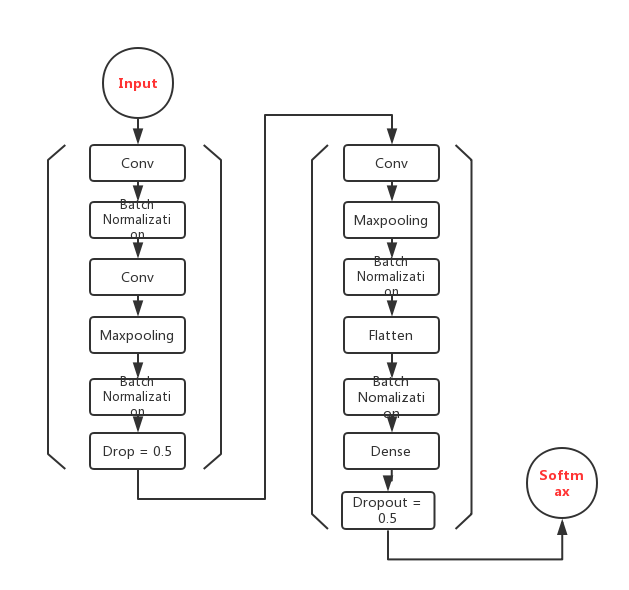 Input
Conv
Batch
Normalizati
on
Conv
Maxpooling
Batch
Normalizati
on
Drop = 0.5
Conv
Maxpooling
Batch
Normalizati
on
Flatten
Batch
Nomalizati
on
Dense
Dropout =
0.5
Softm
ax